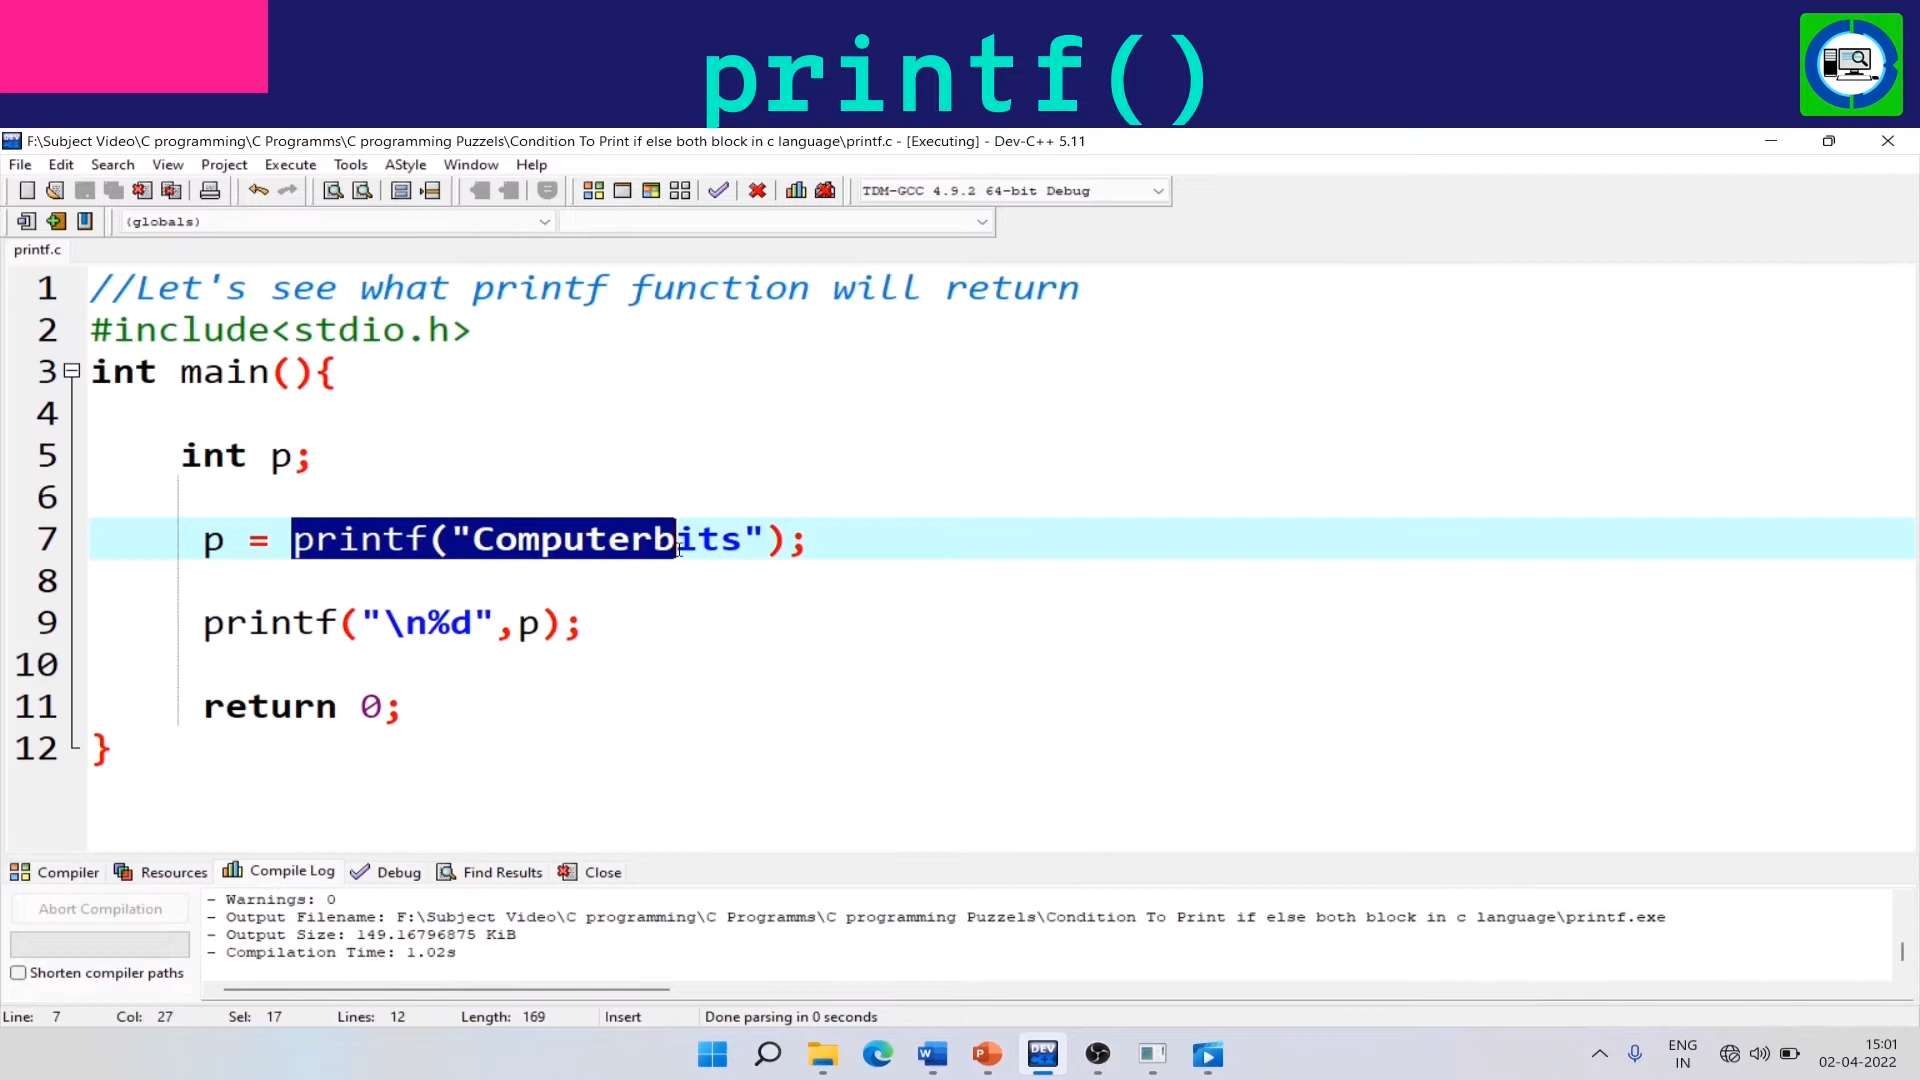 printf()
F:\Subject Video\C programming\C Programms\C programming Puzzels\Condition To Print if else both block in c language\printf.c - [Executing] - Dev-C++ 5.11
File Edit Search View Project Execute Tools AStyle Window Help
TDM-GCC 4.9.2 64-bit Debug
(globals)
printf.c
1 //Let's see what printf function will return
2 #include<stdio.h>
3 int main(){
4
5 int p;
6
7 p = printf("Computerbits");
8
9 printf("\n%d",p);
10
11 return 0;
12 }
Compiler Resources Compile Log Debug Find Results Close
Abort Compilation
Shorten compiler paths
- Warnings: 0
- Output Filename: F:\Subject Video\C programming\C Programms\C programming Puzzels\Condition To Print if else both block in c language\printf.exe
- Output Size: 149.16796875 KiB
- Compilation Time: 1.02s
Line: 7 Col: 27 Sel: 17 Lines: 12 Length: 169 Insert Done parsing in 0 seconds
DEV
ENG
IN
15:01
02-04-2022